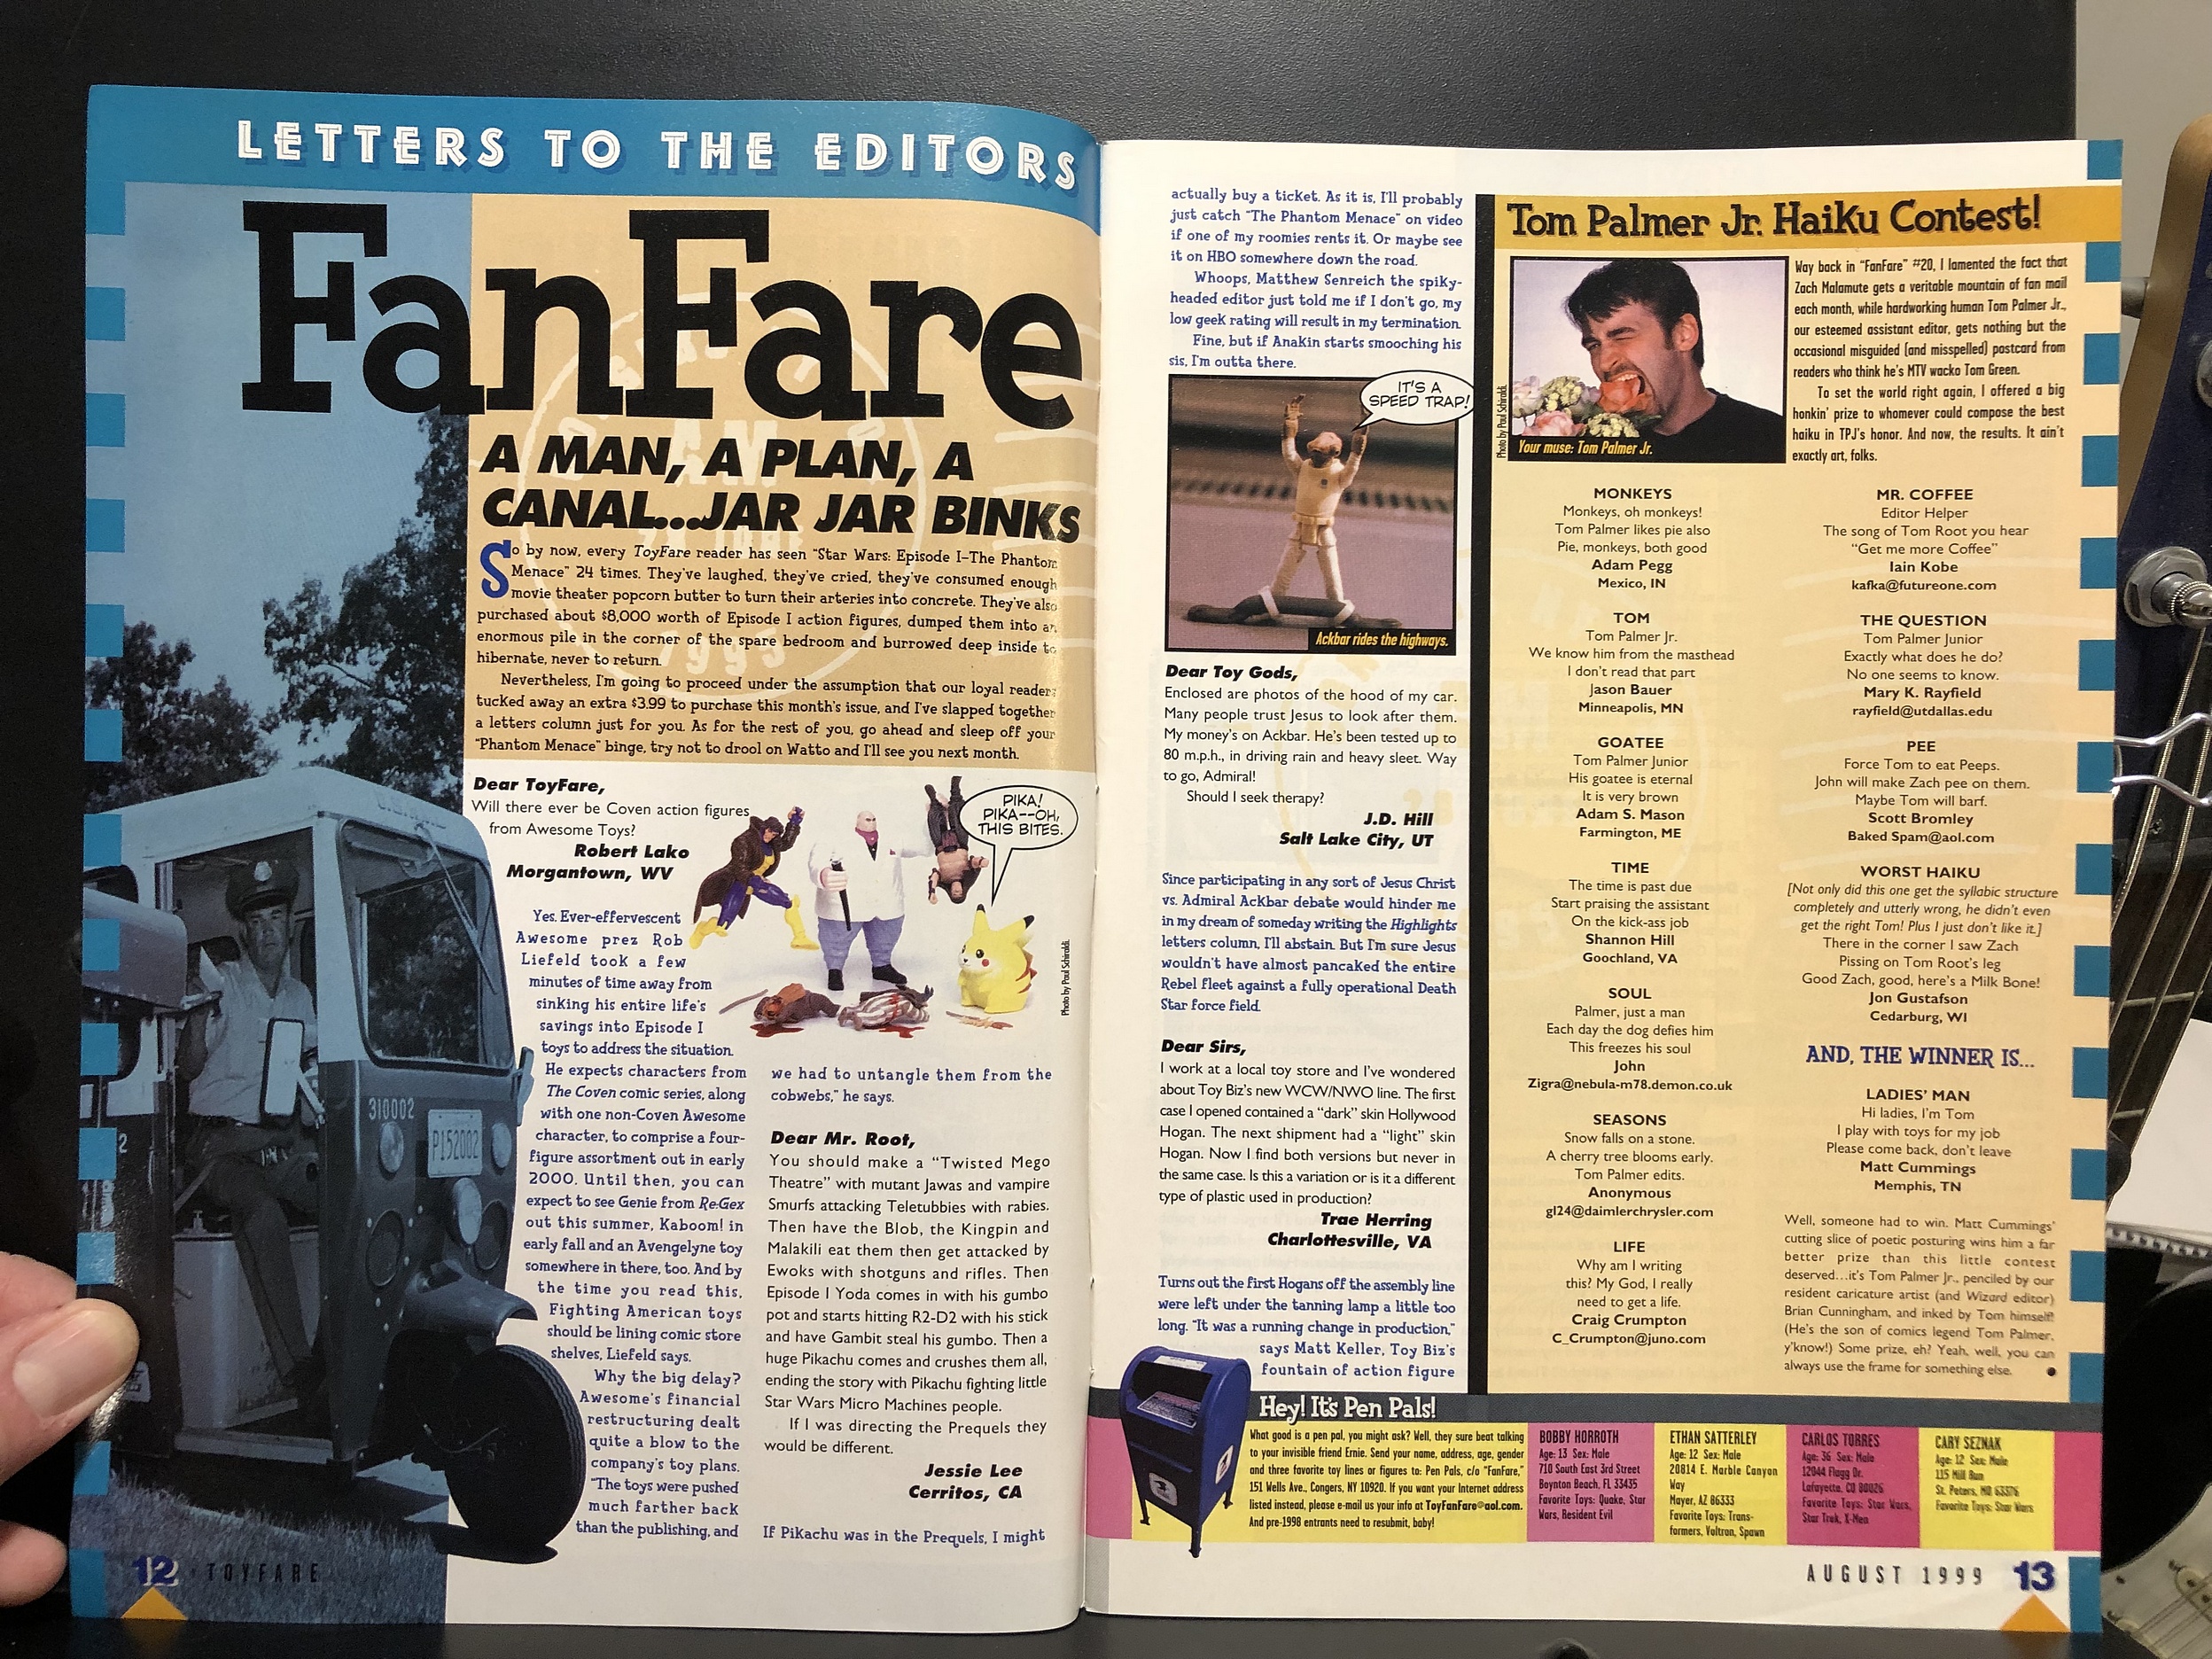 LETTERS TO THE EDITORS
FanFare
A MAN, A PLAN, A
CANAL...JAR JAR BINKS
So by now, every ToyFare reader has seen "Star Wars: Episode I–The Phantom
Menace" 24 times. They've laughed, they've cried, they've consumed enough
movie theater popcorn butter to turn their arteries into concrete. They've also
purchased about $8,000 worth of Episode I action figures, dumped them into an
enormous pile in the corner of the spare bedroom and burrowed deep inside to
hibernate, never to return.
Nevertheless, I'm going to proceed under the assumption that our loyal readers
tucked away an extra $3.99 to purchase this month's issue, and I've slapped together
a letters column just for you. As for the rest of you, go ahead and sleep off your
"Phantom Menace" binge, try not to drool on Watto and I'll see you next month.
Dear ToyFare,
Will there ever be Coven action figures
from Awesome Toys?
Robert Lako
Morgantown, WV
Yes. Ever-effervescent
Awesome prez Rob
Liefeld took a few
minutes of time away from
sinking his entire life's
savings into Episode I
toys to address the situation.
He expects characters from
The Coven comic series, along
with one non-Coven Awesome
character, to comprise a four-
figure assortment out in early
2000. Until then, you can
expect to see Genie from Re:Gex
out this summer, Kaboom! in
early fall and an Avengelyne toy
somewhere in there, too. And by
the time you read this,
Fighting American toys
should be lining comic store
shelves, Liefeld says.
Why the big delay?
Awesome's financial
restructuring dealt
quite a blow to the
company's toy plans.
"The toys were pushed
much farther back
than the publishing, and
310002
P152002
PIKA!
PIKA--OH,
THIS BITES.
Photo by Paul Schiraldi.
we had to untangle them from the
cobwebs," he says.
Dear Mr. Root,
You should make a "Twisted Mego
Theatre" with mutant Jawas and vampire
Smurfs attacking Teletubbies with rabies.
Then have the Blob, the Kingpin and
Malakili eat them then get attacked by
Ewoks with shotguns and rifles. Then
Episode I Yoda comes in with his gumbo
pot and starts hitting R2-D2 with his stick
and have Gambit steal his gumbo. Then a
huge Pikachu comes and crushes them all,
ending the story with Pikachu fighting little
Star Wars Micro Machines people.
If I was directing the Prequels they
would be different.
Jessie Lee
Cerritos, CA
If Pikachu was in the Prequels, I might
12 TOYFARE
actually buy a ticket. As it is, I'll probably
just catch "The Phantom Menace" on video
if one of my roomies rents it. Or maybe see
it on HBO somewhere down the road.
Whoops, Matthew Senreich the spiky-
headed editor just told me if I don't go, my
low geek rating will result in my termination.
Fine, but if Anakin starts smooching his
sis, I'm outta there.
IT'S A
SPEED TRAP!
Ackbar rides the highways.
Dear Toy Gods,
Enclosed are photos of the hood of my car.
Many people trust Jesus to look after them.
My money's on Ackbar. He's been tested up to
80 m.p.h., in driving rain and heavy sleet. Way
to go, Admiral!
Should I seek therapy?
J.D. Hill
Salt Lake City, UT
Since participating in any sort of Jesus Christ
vs. Admiral Ackbar debate would hinder me
in my dream of someday writing the Highlights
letters column, I'll abstain. But I'm sure Jesus
wouldn't have almost pancaked the entire
Rebel fleet against a fully operational Death
Star force field.
Dear Sirs,
I work at a local toy store and I've wondered
about Toy Biz's new WCW/NWO line. The first
case I opened contained a "dark" skin Hollywood
Hogan. The next shipment had a "light" skin
Hogan. Now I find both versions but never in
the same case. Is this a variation or is it a different
type of plastic used in production?
Trae Herring
Charlottesville, VA
Turns out the first Hogans off the assembly line
were left under the tanning lamp a little too
long. "It was a running change in production,"
says Matt Keller, Toy Biz's
fountain of action figure
Tom Palmer Jr. Haiku Contest!
Photo by Paul Schiraldi.
Your muse: Tom Palmer Jr.
Way back in "FanFare" #20, I lamented the fact that
Zach Malamute gets a veritable mountain of fan mail
each month, while hardworking human Tom Palmer Jr.,
our esteemed assistant editor, gets nothing but the
occasional misguided (and misspelled) postcard from
readers who think he's MTV wacko Tom Green.
To set the world right again, I offered a big
honkin' prize to whomever could compose the best
haiku in TPJ's honor. And now, the results. It ain't
exactly art, folks.
MONKEYS
Monkeys, oh monkeys!
Tom Palmer likes pie also
Pie, monkeys, both good
Adam Pegg
Mexico, IN
TOM
Tom Palmer Jr.
We know him from the masthead
I don't read that part
Jason Bauer
Minneapolis, MN
GOATEE
Tom Palmer Junior
His goatee is eternal
It is very brown
Adam S. Mason
Farmington, ME
TIME
The time is past due
Start praising the assistant
On the kick-ass job
Shannon Hill
Goochland, VA
SOUL
Palmer, just a man
Each day the dog defies him
This freezes his soul
John
Zigra@nebula-m78.demon.co.uk
SEASONS
Snow falls on a stone.
A cherry tree blooms early.
Tom Palmer edits.
Anonymous
gl24@daimlerchrysler.com
LIFE
Why am I writing
this? My God, I really
need to get a life.
Craig Crumpton
C_Crumpton@juno.com
MR. COFFEE
Editor Helper
The song of Tom Root you hear
"Get me more Coffee"
Iain Kobe
kafka@futureone.com
THE QUESTION
Tom Palmer Junior
Exactly what does he do?
No one seems to know.
Mary K. Rayfield
rayfield@utdallas.edu
PEE
Force Tom to eat Peeps.
John will make Zach pee on them.
Maybe Tom will barf.
Scott Bromley
Baked Spam@aol.com
WORST HAIKU
[Not only did this one get the syllabic structure
completely and utterly wrong, he didn't even
get the right Tom! Plus I just don't like it.]
There in the corner I saw Zach
Pissing on Tom Root's leg
Good Zach, good, here's a Milk Bone!
Jon Gustafson
Cedarburg, WI
AND, THE WINNER IS...
LADIES' MAN
Hi ladies, I'm Tom
I play with toys for my job
Please come back, don't leave
Matt Cummings
Memphis, TN
Well, someone had to win. Matt Cummings'
cutting slice of poetic posturing wins him a far
better prize than this little contest
deserved...it's Tom Palmer Jr., penciled by our
resident caricature artist (and Wizard editor)
Brian Cunningham, and inked by Tom himself!
(He's the son of comics legend Tom Palmer,
y'know!) Some prize, eh? Yeah, well, you can
always use the frame for something else.
Hey! It's Pen Pals!
What good is a pen pal, you might ask? Well, they sure beat talking
to your invisible friend Ernie. Send your name, address, age, gender
and three favorite toy lines or figures to: Pen Pals, c/o "FanFare,"
151 Wells Ave., Congers, NY 10920. If you want your Internet address
listed instead, please e-mail us your info at ToyFanFare@aol.com.
And pre-1998 entrants need to resubmit, baby!
BOBBY HORROTH
Age: 13 Sex: Male
710 South East 3rd Street
Boynton Beach, FL 33435
Favorite Toys: Quake, Star
Wars, Resident Evil
ETHAN SATTERLEY
Age: 12 Sex: Male
20814 E. Marble Canyon
Way
Mayer, AZ 86333
Favorite Toys: Trans-
formers, Voltron, Spawn
CARLOS TORRES
Age: 36 Sex: Male
12044 Flagg Dr.
Lafayette, CO 80026
Favorite Toys: Star Wars,
Star Trek, X-Men
CARY SEZNAK
Age: 12 Sex: Male
115 Mill Run
St. Peters, MO 63376
Favorite Toys: Star Wars
AUGUST 1999 13